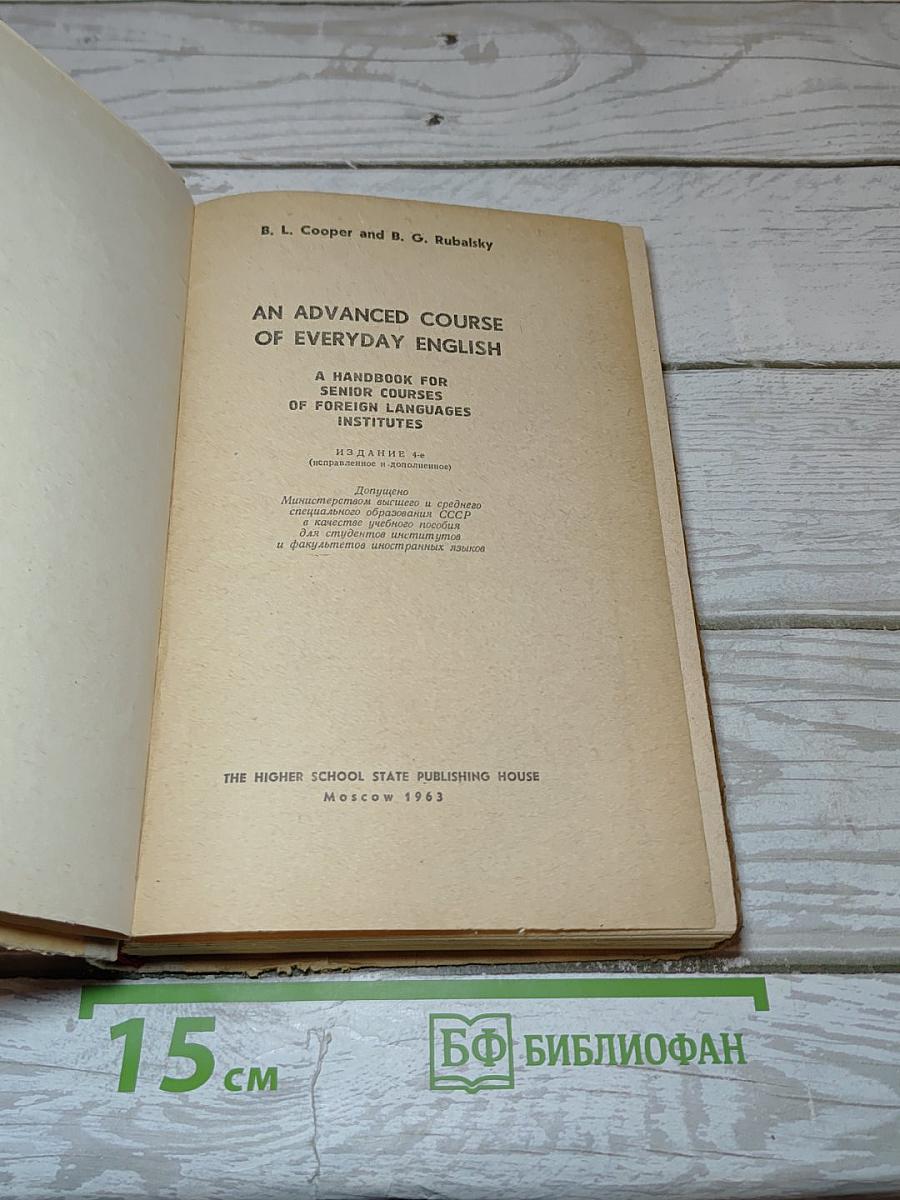 B. L. Cooper and B. G. Rubalsky
AN ADVANCED COURSE
OF EVERYDAY ENGLISH
A HANDBOOK FOR
SENIOR COURSES
OF FOREIGN LANGUAGES
INSTITUTES
ИЗДАНИЕ 4-е
(исправленное и дополненное)
Допущено
Министерством высшего и среднего
специального образования СССР
в качестве учебного пособия
для студентов институтов
и факультетов иностранных языков
THE HIGHER SCHOOL STATE PUBLISHING HOUSE
Moscow 1963
15 см
БФ БИБЛИОФАН